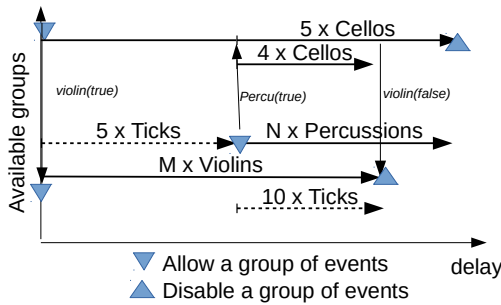 5 x Cellos
4 x Cellos
violin(true)
Percu(true)
violin(false)
Available groups
5 x Ticks
N x Percussions
M x Violins
10 x Ticks
delay
Allow a group of events
Disable a group of events